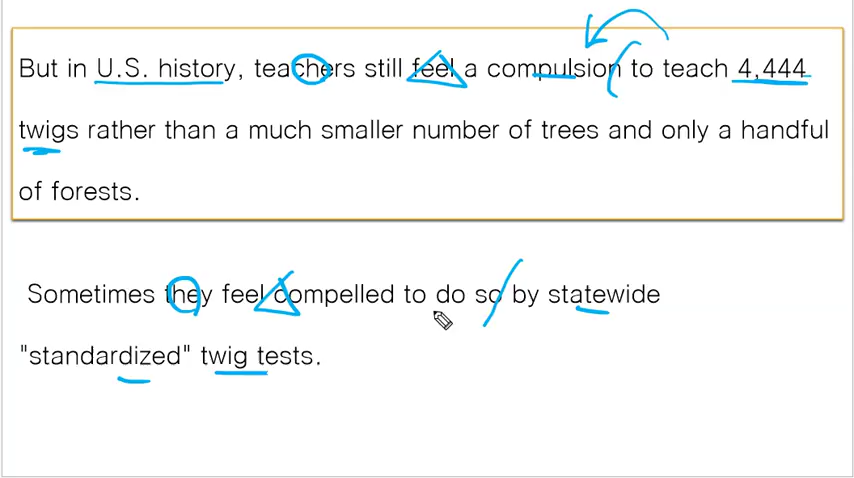 But in U.S. history, teachers still feel a compulsion to teach 4,444
twigs rather than a much smaller number of trees and only a handful
of forests.
Sometimes they feel compelled to do so by statewide
"standardized" twig tests.